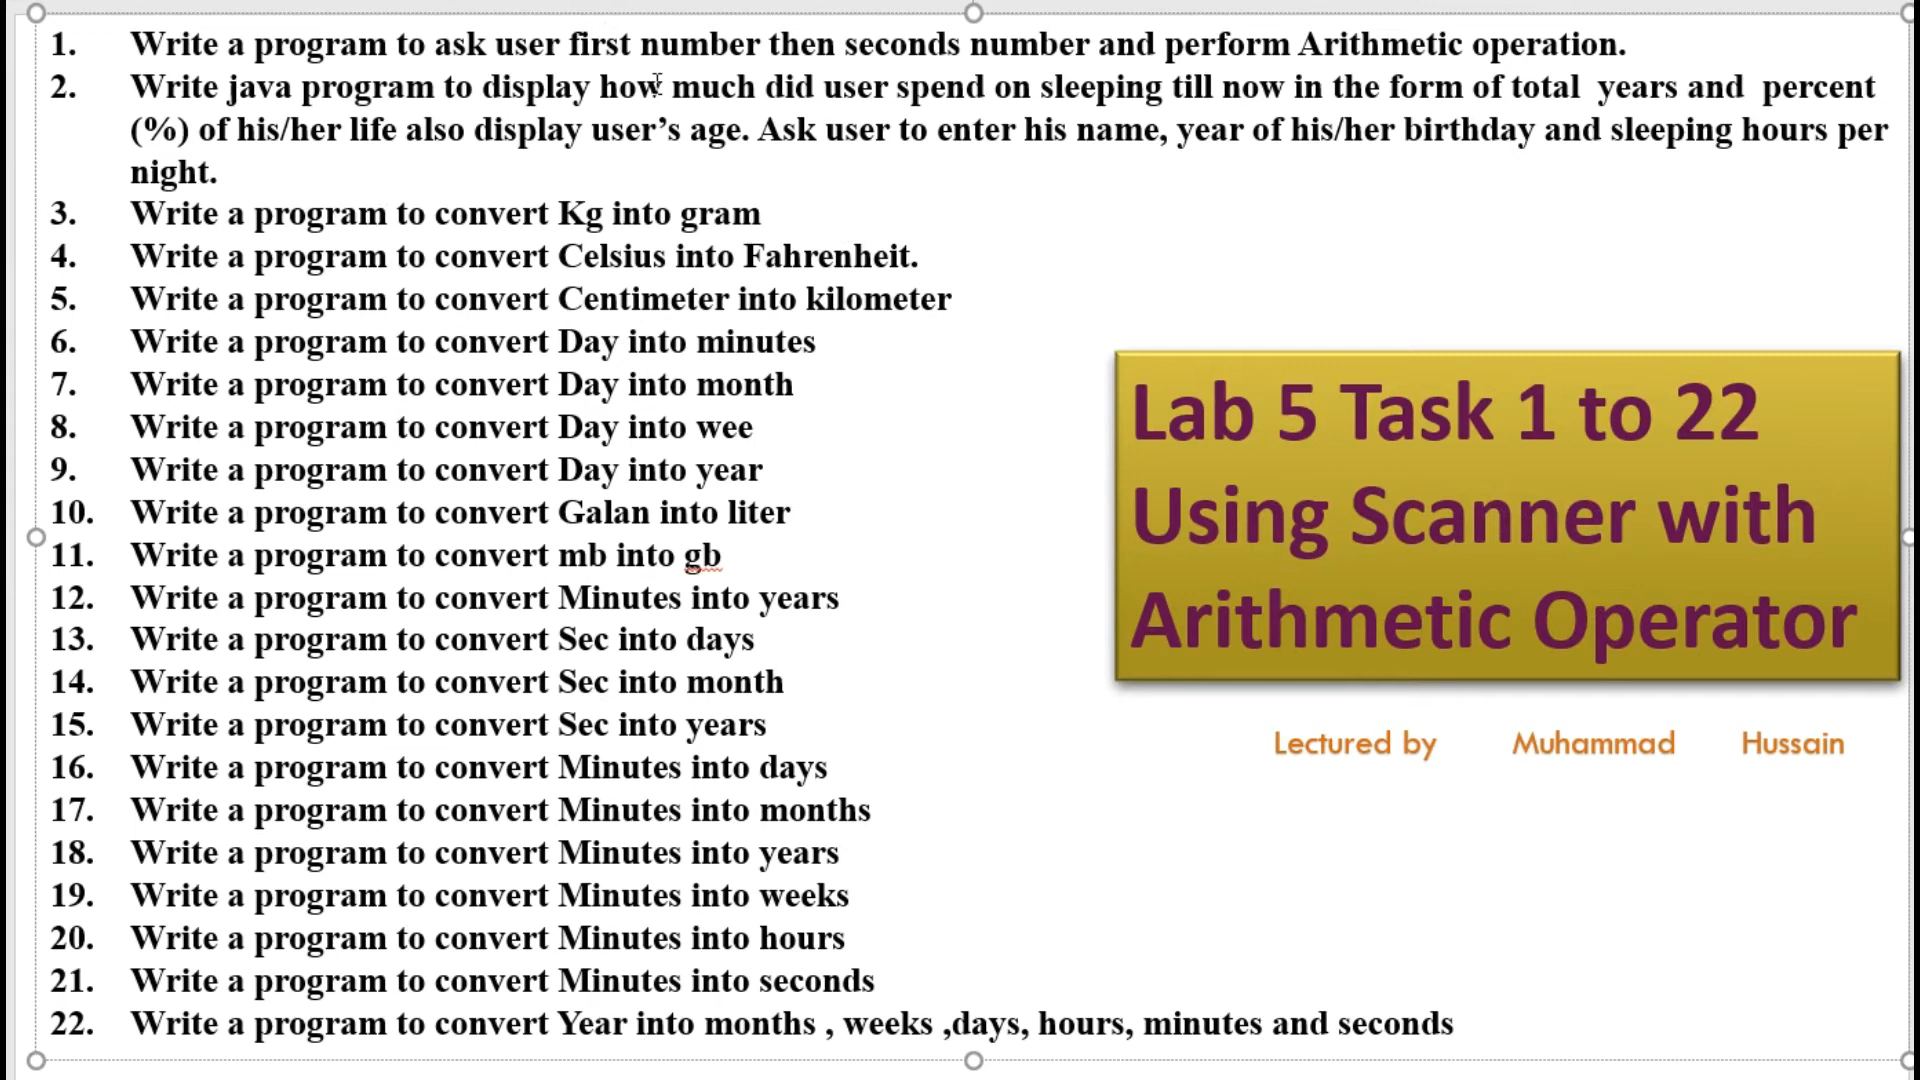 1. Write a program to ask user first number then seconds number and perform Arithmetic operation.
2. Write java program to display how much did user spend on sleeping till now in the form of total years and percent
(%) of his/her life also display user’s age. Ask user to enter his name, year of his/her birthday and sleeping hours per
night.
3. Write a program to convert Kg into gram
4. Write a program to convert Celsius into Fahrenheit.
5. Write a program to convert Centimeter into kilometer
6. Write a program to convert Day into minutes
7. Write a program to convert Day into month
8. Write a program to convert Day into wee
9. Write a program to convert Day into year
10. Write a program to convert Galan into liter
11. Write a program to convert mb into gb
12. Write a program to convert Minutes into years
13. Write a program to convert Sec into days
14. Write a program to convert Sec into month
15. Write a program to convert Sec into years
16. Write a program to convert Minutes into days
17. Write a program to convert Minutes into months
18. Write a program to convert Minutes into years
19. Write a program to convert Minutes into weeks
20. Write a program to convert Minutes into hours
21. Write a program to convert Minutes into seconds
22. Write a program to convert Year into months , weeks ,days, hours, minutes and seconds
Lab 5 Task 1 to 22
Using Scanner with
Arithmetic Operator
Lectured by Muhammad Hussain